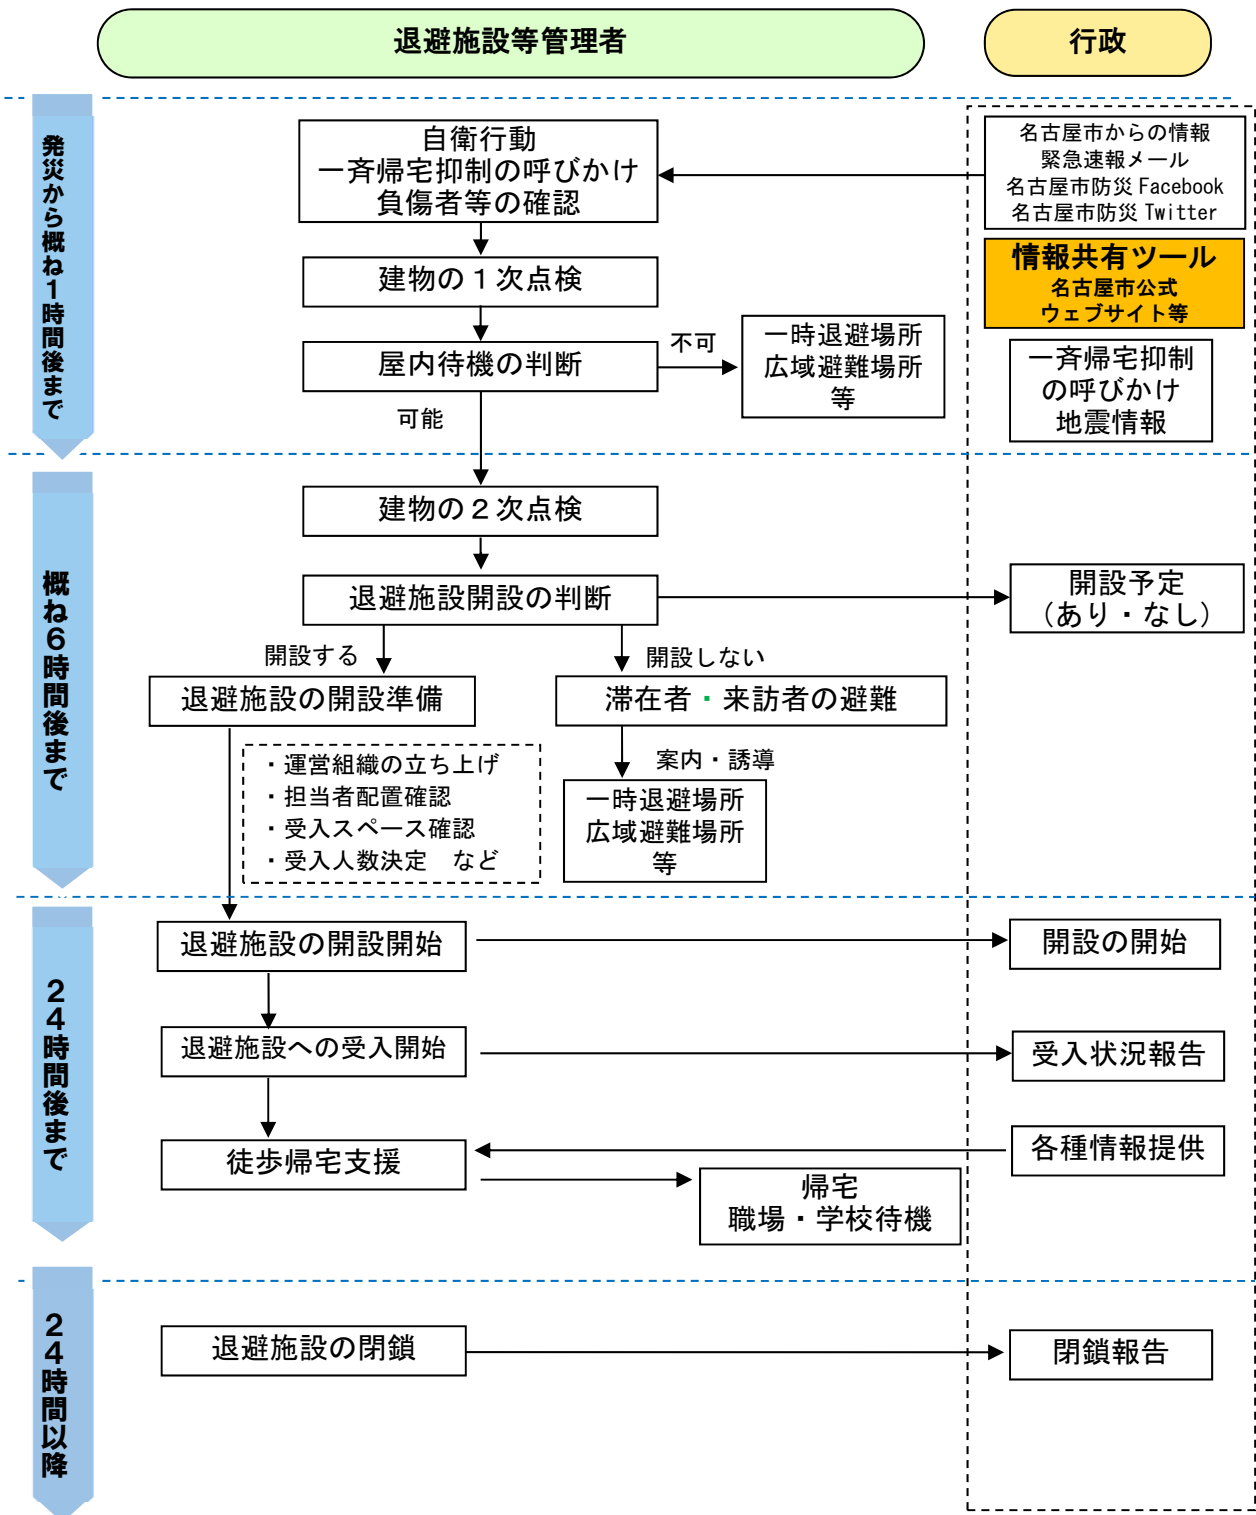 退避施設等管理者
行政
発災から概ね1時間後まで
自衛行動
一斉帰宅抑制の呼びかけ
負傷者等の確認
名古屋市からの情報
緊急速報メール
名古屋市防災 Facebook
名古屋市防災 Twitter
建物の１次点検
情報共有ツール
名古屋市公式
ウェブサイト等
屋内待機の判断
不可
一時退避場所
広域避難場所
等
一斉帰宅抑制
の呼びかけ
地震情報
可能
概ね６時間後まで
建物の２次点検
退避施設開設の判断
開設予定
（あり・なし）
開設する
開設しない
退避施設の開設準備
滞在者・来訪者の避難
・運営組織の立ち上げ
・担当者配置確認
・受入スペース確認
・受入人数決定　など
案内・誘導
一時退避場所
広域避難場所
等
２４時間後まで
退避施設の開設開始
開設の開始
退避施設への受入開始
受入状況報告
徒歩帰宅支援
各種情報提供
帰宅
職場・学校待機
２４時間以降
退避施設の閉鎖
閉鎖報告